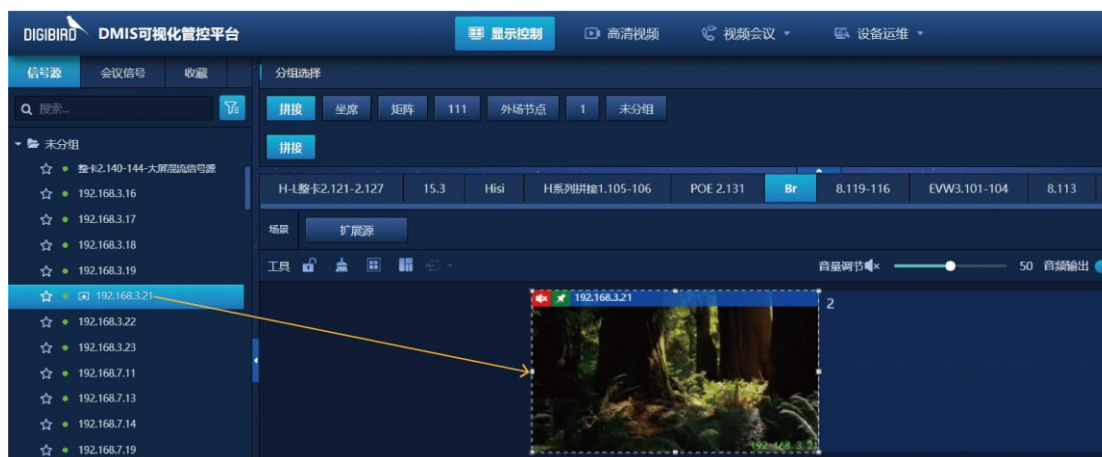 DIGIBIRD DMIS可视化管控平台 显示控制 高清视频 视频会议 设备运维
信号源 会议信号 收藏 分组选择
搜索... 拼接 坐席 矩阵 111 外场节点 1 未分组
未分组 拼接
整卡2.140-144-大屏混流信号源
H-L整卡2.121-2.127 15.3 Hisi H系列拼接1.105-106 POE 2.131 Br 8.119-116 EVW3.101-104 8.113
192.168.3.16
192.168.3.17
场景 扩展源
192.168.3.18
192.168.3.19
工具 音量调节 50 音频输出
192.168.3.21 192.168.3.21 2
192.168.3.22
192.168.3.23
192.168.7.11
192.168.7.13
192.168.7.14
192.168.3.21
192.168.7.19